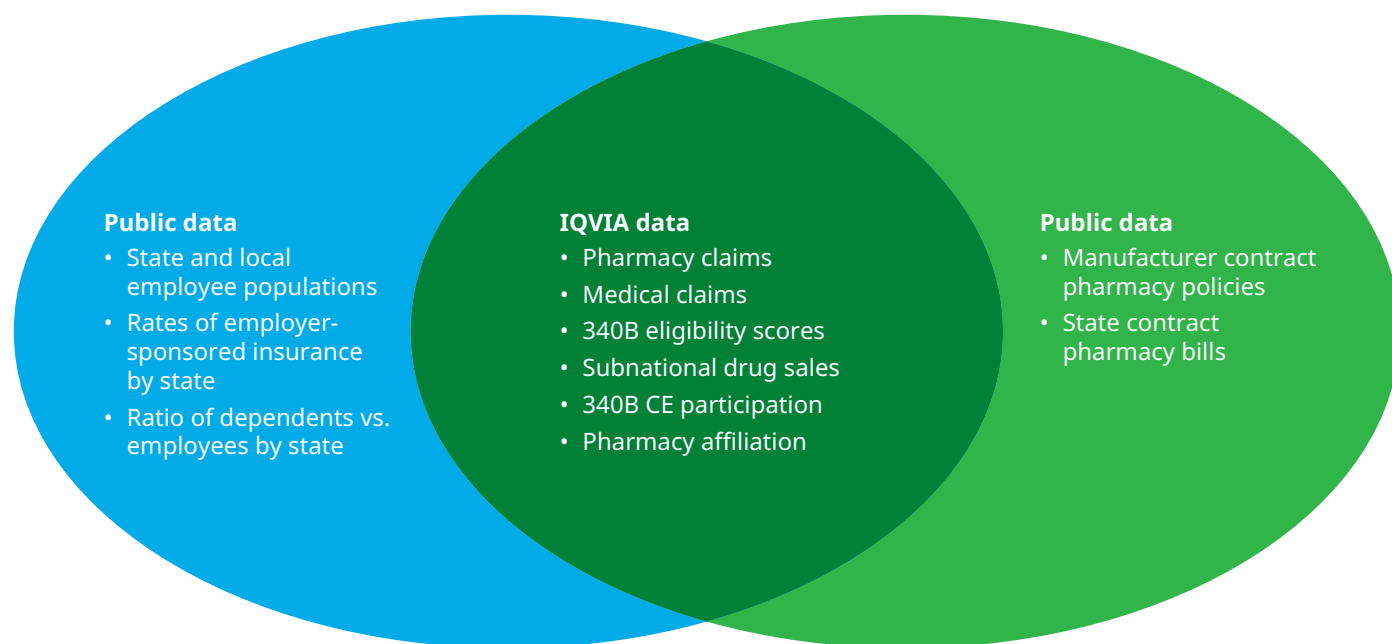 Public data
• State and local
employee populations
• Rates of employer-
sponsored insurance
by state
• Ratio of dependents vs.
employees by state
IQVIA data
• Pharmacy claims
• Medical claims
• 340B eligibility scores
• Subnational drug sales
• 340B CE participation
• Pharmacy affiliation
Public data
• Manufacturer contract
pharmacy policies
• State contract
pharmacy bills